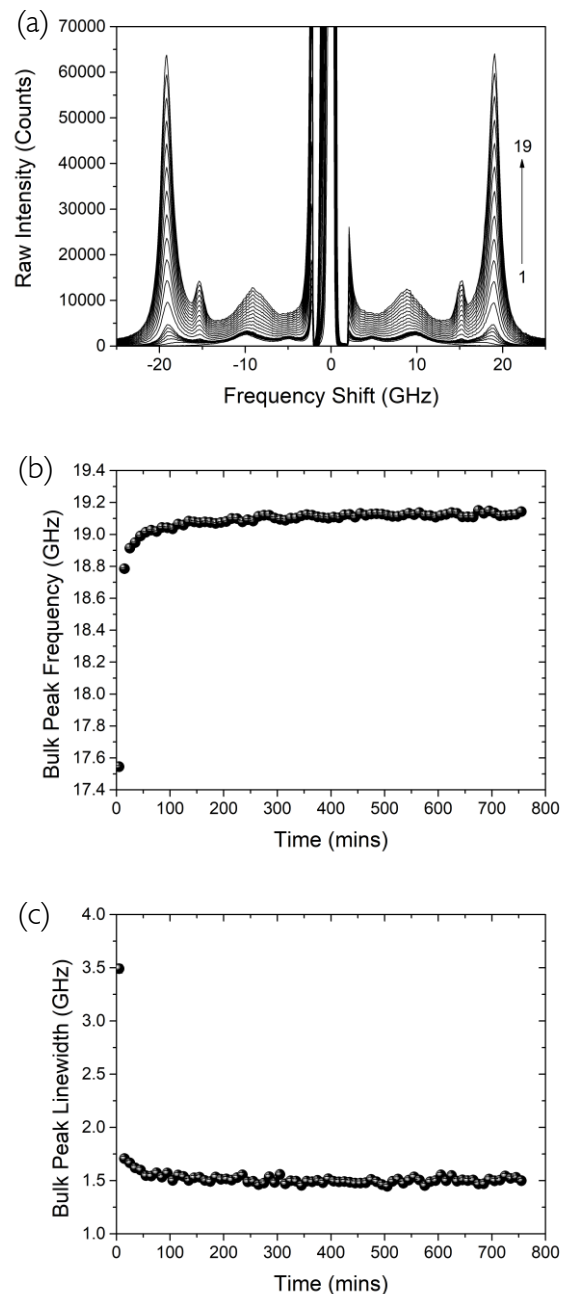 (a)
70000
60000
50000
40000
30000
20000
10000
0
Raw Intensity (Counts)
19
1
-20 -10 0 10 20
Frequency Shift (GHz)
(b)
19.4
19.2
19.0
18.8
18.6
18.4
18.2
18.0
17.8
17.6
17.4
Bulk Peak Frequency (GHz)
0 100 200 300 400 500 600 700 800
Time (mins)
(c)
4.0
3.5
3.0
2.5
2.0
1.5
1.0
Bulk Peak Linewidth (GHz)
0 100 200 300 400 500 600 700 800
Time (mins)